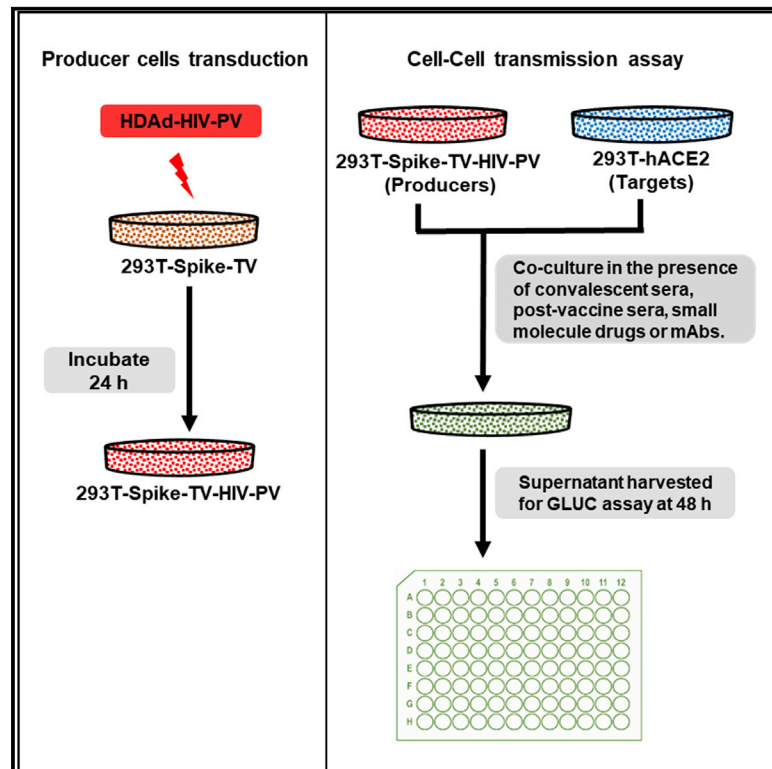 Producer cells transduction
HDAd-HIV-PV
293T-Spike-TV
Incubate
24 h
293T-Spike-TV-HIV-PV
Cell-Cell transmission assay
293T-Spike-TV-HIV-PV
(Producers)
293T-hACE2
(Targets)
Co-culture in the presence
of convalescent sera,
post-vaccine sera, small
molecule drugs or mAbs.
Supernatant harvested
for GLUC assay at 48 h
1 2 3 4 5 6 7 8 9 10 11 12
A
B
C
D
E
F
G
H